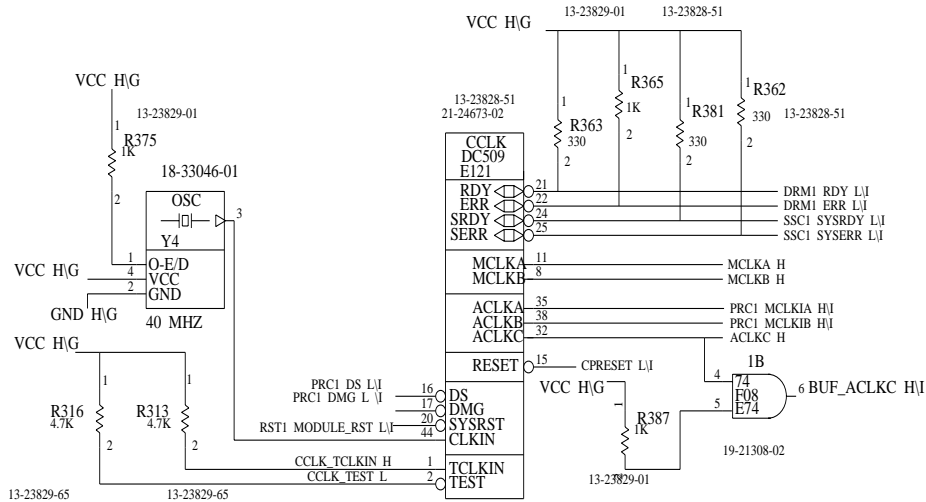 13-23829-01 13-23828-51
VCC H\G
VCC H\G
13-23829-01
1
R375
1K
2
18-33046-01
OSC
3
Y4
1 O-E/D
4 VCC
2 GND
VCC H\G
GND H\G
40 MHZ
13-23828-51
21-24673-02
CCLK
DC509
E121
RDY 21
ERR 22
SRDY 24
SERR 25
MCLKA 11
MCLKB 8
ACLKA 35
ACLKB 38
ACLKC 32
RESET 15
16 DS
17 DMG
20 SYSRST
44 CLKIN
1 TCLKIN
2 TEST
1
R363
330
2
1
R365
1K
2
1
R381
330
2
1
R362
330
2
13-23828-51
DRM1 RDY L\I
DRM1 ERR L\I
SSC1 SYSRDY L\I
SSC1 SYSERR L\I
MCLKA H
MCLKB H
PRC1 MCLKIA H\I
PRC1 MCLKIB H\I
ACLKC H
CPRESET L\I
VCC H\G
1
R387
1K
13-23829-01
1B
4 74
F08
5 E74
6 BUF_ACLKC H\I
19-21308-02
VCC H\G
1
R316
4.7K
2
1
R313
4.7K
2
PRC1 DS L\I
PRC1 DMG L \I
RST1 MODULE_RST L\I
CCLK_TCLKIN H
CCLK_TEST L
13-23829-65 13-23829-65